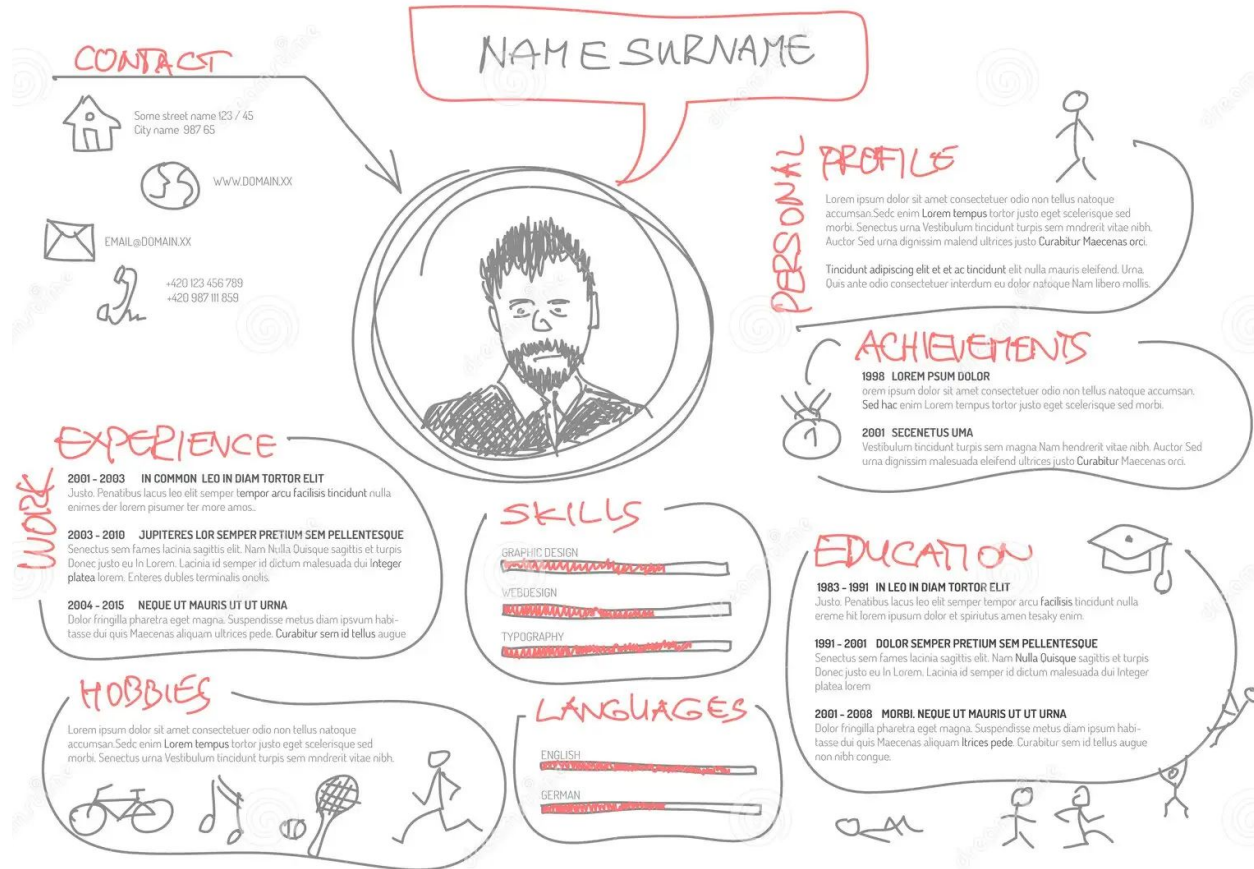 CONTACT
Some street name 123 / 45
City name 987 65
WWW.DOMAIN.XX
EMAIL@DOMAIN.XX
+420 123 456 789
+420 987 111 859
NAME SURNAME
PERSONAL
PROFILE
Lorem ipsum dolor sit amet consectetuer odio non tellus natoque
accumsan.Sedc enim Lorem tempus tortor justo eget scelerisque sed
morbi. Senectus urna Vestibulum tincidunt turpis sem mndrerit vitae nibh.
Auctor Sed urna dignissim malend ultrices justo Curabitur Maecenas orci.
Tincidunt adipiscing elit et et ac tincidunt elit nulla mauris eleifend. Urna.
Quis ante odio consectetuer interdum eu dolor natoque Nam libero mollis.
ACHIEVEMENTS
1998 LOREM PSUM DOLOR
orem ipsum dolor sit amet consectetuer odio non tellus natoque accumsan.
Sed hac enim Lorem tempus tortor justo eget scelerisque sed morbi.
2001 SECENETUS UMA
Vestibulum tincidunt turpis sem magna Nam hendrerit vitae nibh. Auctor Sed
urna dignissim malesuada eleifend ultrices justo Curabitur Maecenas orci.
1
WORK
EXPERIENCE
2001 - 2003 IN COMMON LEO IN DIAM TORTOR ELIT
Justo. Penatibus lacus leo elit semper tempor arcu facilisis tincidunt nulla
enimes der lorem pisumer ter more amos..
2003 - 2010 JUPITERES LOR SEMPER PRETIUM SEM PELLENTESQUE
Senectus sem fames lacinia sagittis elit. Nam Nulla Quisque sagittis et turpis
Donec justo eu In Lorem. Lacinia id semper id dictum malesuada dui Integer
platea lorem. Enteres dubles terminalis onolis.
2004 - 2015 NEQUE UT MAURIS UT UT URNA
Dolor fringilla pharetra eget magna. Suspendisse metus diam ipsvum habi-
tasse dui quis Maecenas aliquam ultrices pede. Curabitur sem id tellus augue
SKILLS
GRAPHIC DESIGN
WEBDESIGN
TYPOGRAPHY
EDUCATION
1983 - 1991 IN LEO IN DIAM TORTOR ELIT
Justo. Penatibus lacus leo elit semper tempor arcu facilisis tincidunt nulla
ereme hit lorem ipusum dolor et spiriutus amen tesaky enim.
1991 - 2001 DOLOR SEMPER PRETIUM SEM PELLENTESQUE
Senectus sem fames lacinia sagittis elit. Nam Nulla Quisque sagittis et turpis
Donec justo eu In Lorem. Lacinia id semper id dictum malesuada dui Integer
platea lorem
2001 - 2008 MORBI. NEQUE UT MAURIS UT UT URNA
Dolor fringilla pharetra eget magna. Suspendisse metus diam ipsum habi-
tasse dui quis Maecenas aliquam ltrices pede. Curabitur sem id tellus augue
non nibh congue.
HOBBIES
Lorem ipsum dolor sit amet consectetuer odio non tellus natoque
accumsan.Sedc enim Lorem tempus tortor justo eget scelerisque sed
morbi. Senectus urna Vestibulum tincidunt turpis sem mndrerit vitae nibh.
LANGUAGES
ENGLISH
GERMAN